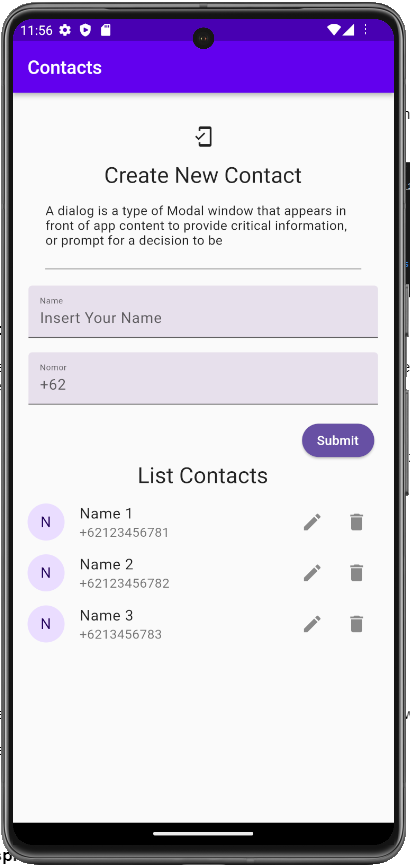 11:56
Contacts
Create New Contact
A dialog is a type of Modal window that appears in
front of app content to provide critical information,
or prompt for a decision to be
Name
Insert Your Name
Nomor
+62
Submit
List Contacts
N
Name 1
+62123456781
N
Name 2
+62123456782
N
Name 3
+6213456783